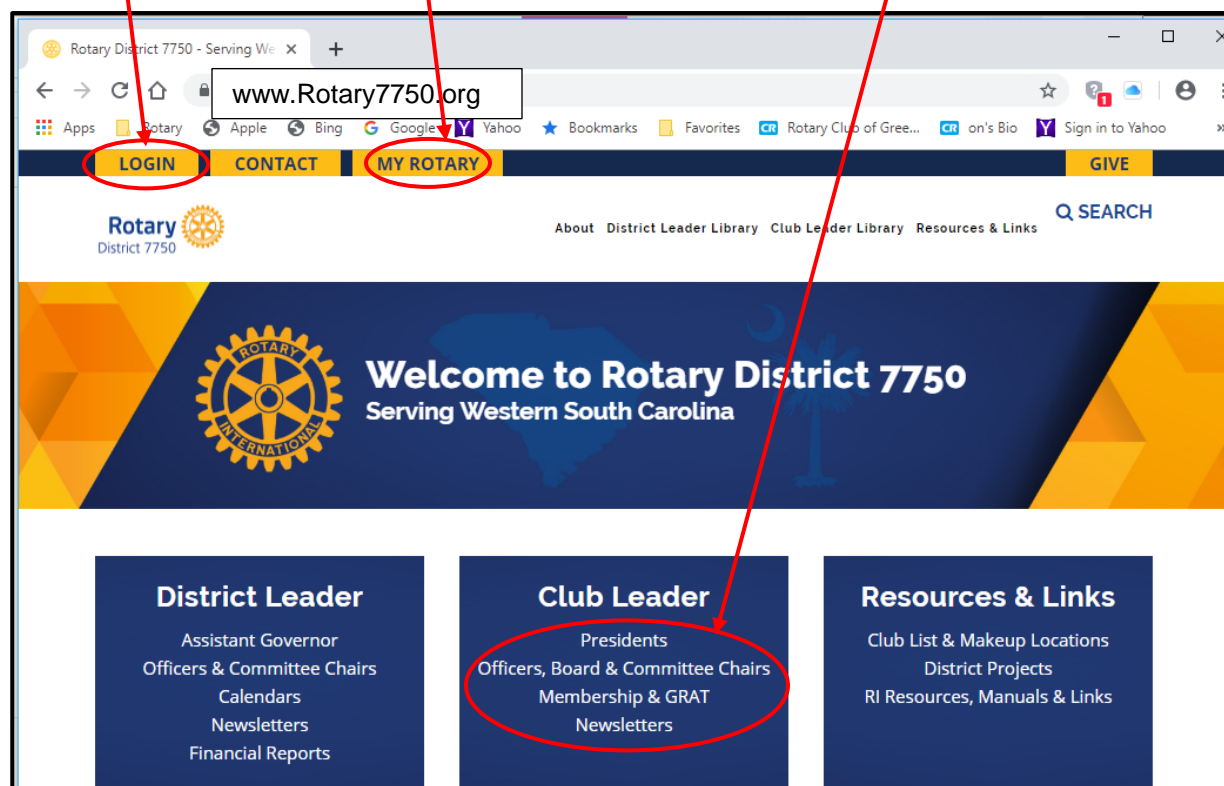 Rotary District 7750 - Serving We
www.Rotary7750.org
1
Apps Rotary Apple Bing Google Yahoo Bookmarks Favorites CR Rotary Club of Gree... CR on's Bio Sign in to Yahoo »
LOGIN CONTACT MY ROTARY GIVE
Rotary
District 7750
About District Leader Library Club Leader Library Resources & Links
SEARCH
ROTARY
INTERNATIONAL
Welcome to Rotary District 7750
Serving Western South Carolina
District Leader
Assistant Governor
Officers & Committee Chairs
Calendars
Newsletters
Financial Reports
Club Leader
Presidents
Officers, Board & Committee Chairs
Membership & GRAT
Newsletters
Resources & Links
Club List & Makeup Locations
District Projects
RI Resources, Manuals & Links